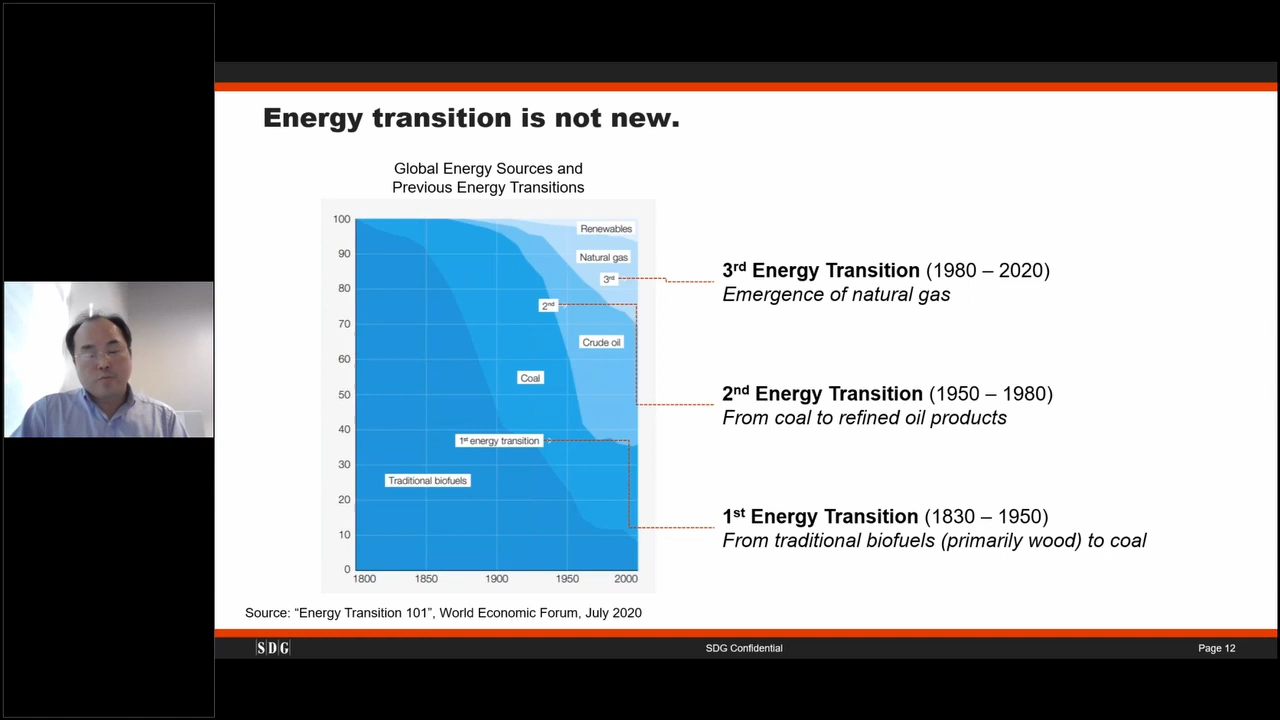 Energy transition is not new.
Global Energy Sources and
Previous Energy Transitions
100
90
80
70
60
50
40
30
20
10
0
1800
1850
1900
1950
2000
Renewables
Natural gas
3rd
2nd
Crude oil
Coal
1st energy transition
Traditional biofuels
3rd Energy Transition (1980 – 2020)
Emergence of natural gas
2nd Energy Transition (1950 – 1980)
From coal to refined oil products
1st Energy Transition (1830 – 1950)
From traditional biofuels (primarily wood) to coal
Source: “Energy Transition 101”, World Economic Forum, July 2020
SDG
SDG Confidential
Page 12